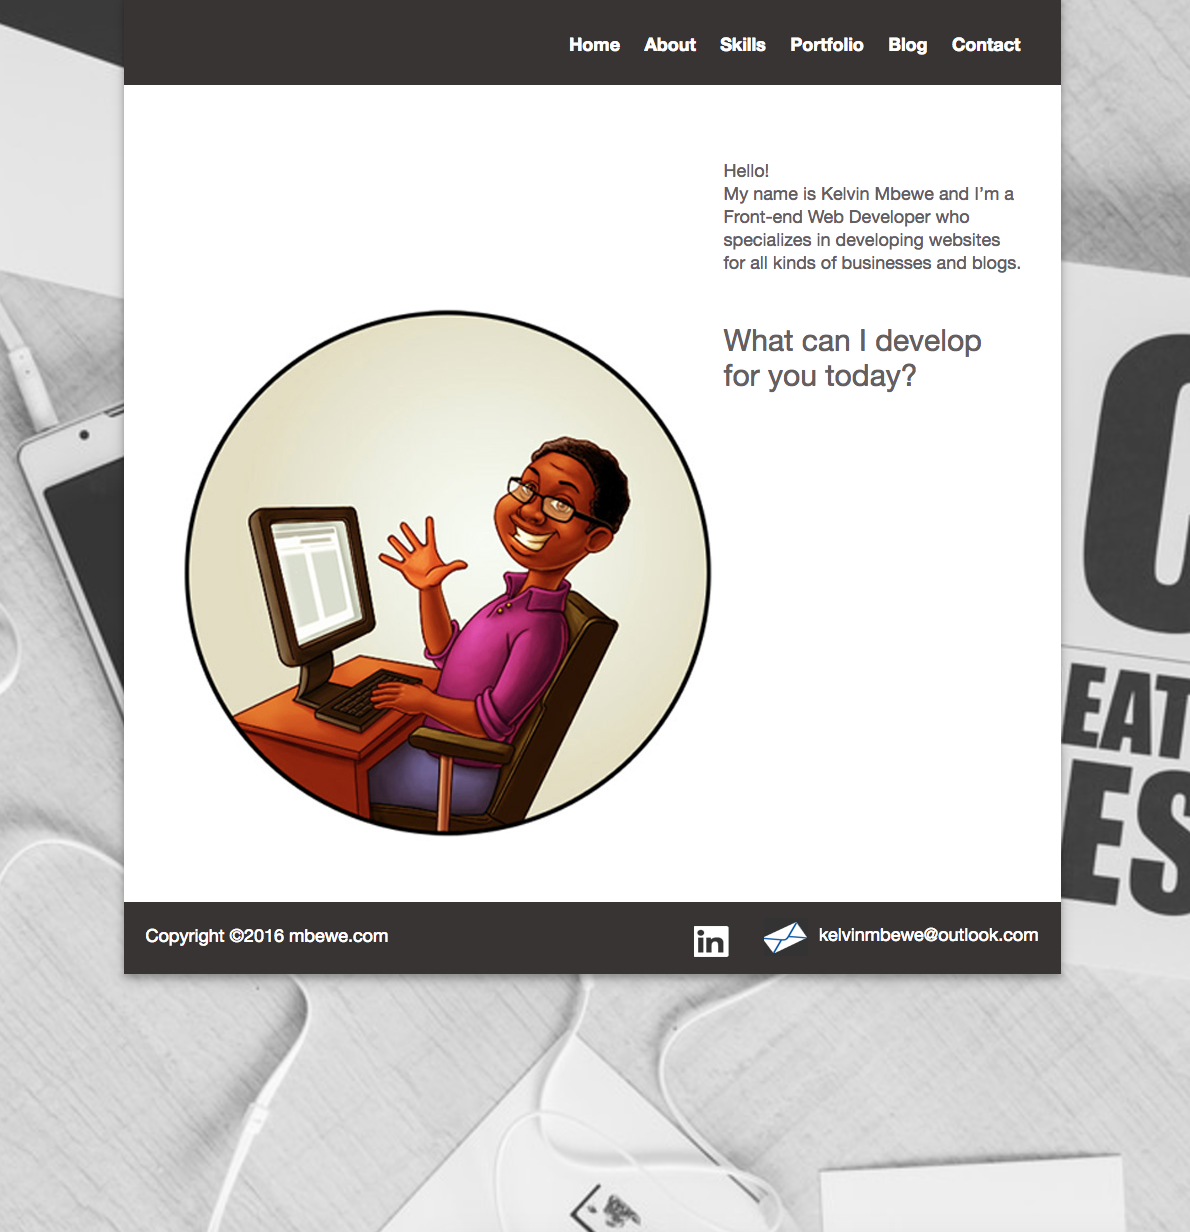 Home About Skills Portfolio Blog Contact
Hello!
My name is Kelvin Mbewe and I’m a
Front-end Web Developer who
specializes in developing websites
for all kinds of businesses and blogs.
What can I develop
for you today?
EAT
ES
Copyright ©2016 mbewe.com
in
kelvinmbewe@outlook.com